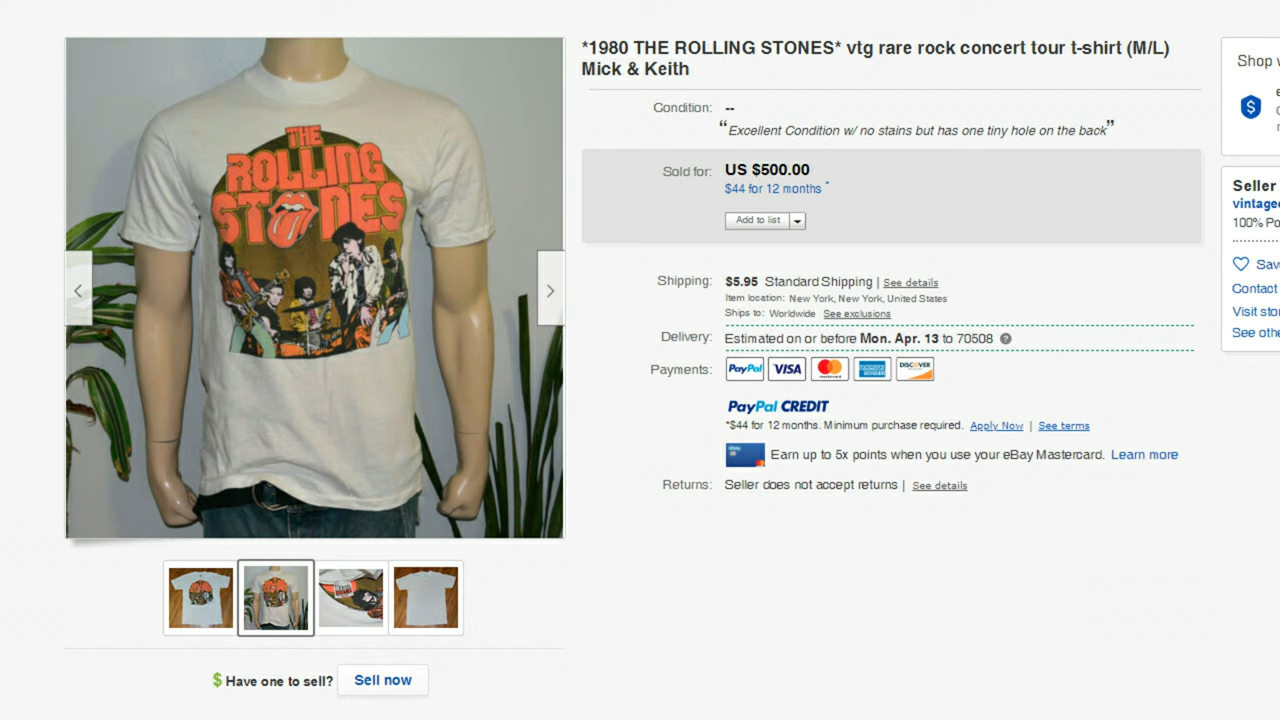 *1980 THE ROLLING STONES* vtg rare rock concert tour t-shirt (M/L)
Mick & Keith
Condition: --
“Excellent Condition w/ no stains but has one tiny hole on the back”
Sold for: US $500.00
$44 for 12 months *
Add to list
Shipping: $5.95 Standard Shipping | See details
Item location: New York, New York, United States
Ships to: Worldwide See exclusions
Delivery: Estimated on or before Mon. Apr. 13 to 70508 ?
Payments: PayPal VISA DISCOVER
PayPal CREDIT
*$44 for 12 months. Minimum purchase required. Apply Now | See terms
Earn up to 5x points when you use your eBay Mastercard. Learn more
Returns: Seller does not accept returns | See details
THE
ROLLING
STONES
$ Have one to sell? Sell now
Shop
$
Seller
vintage
100% Po
Sav
Contact
Visit sto
See othe